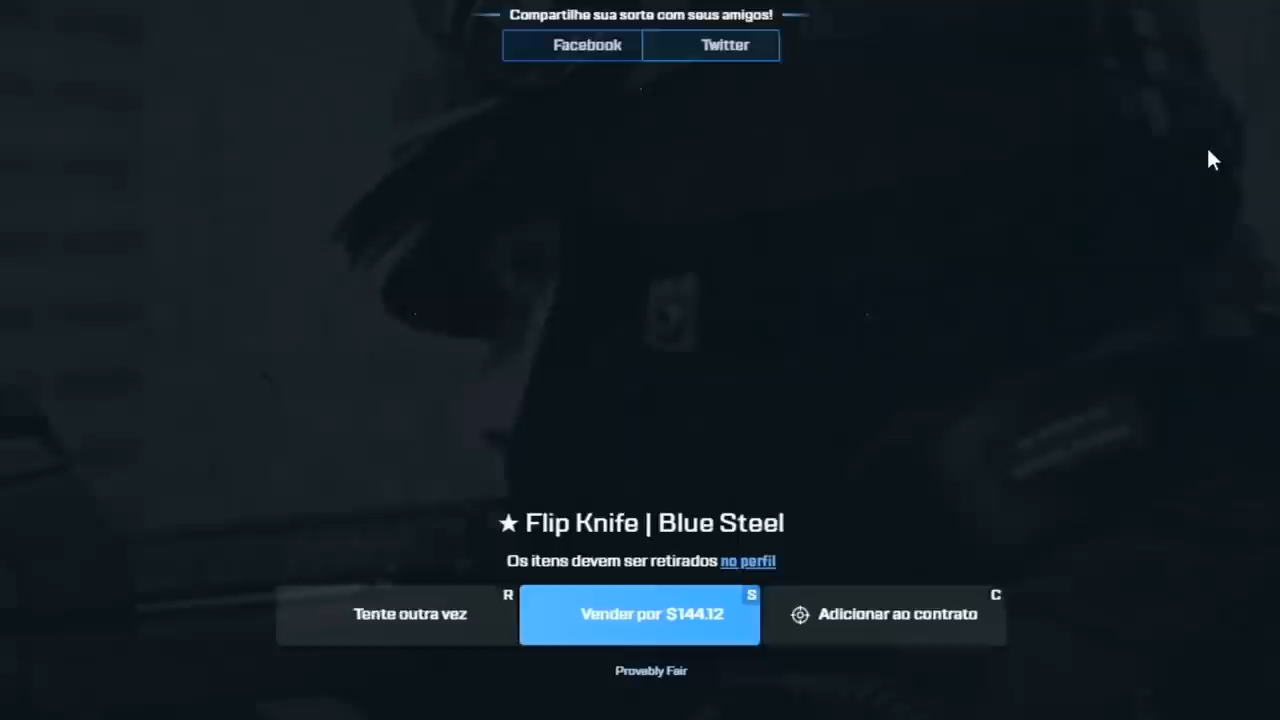 Compartilhe sua sorte com seus amigos!
Facebook
Twitter
★ Flip Knife | Blue Steel
Os itens devem ser retirados no perfil
Tente outra vez R
Vender por $144.12 S
Adicionar ao contrato C
Provably Fair